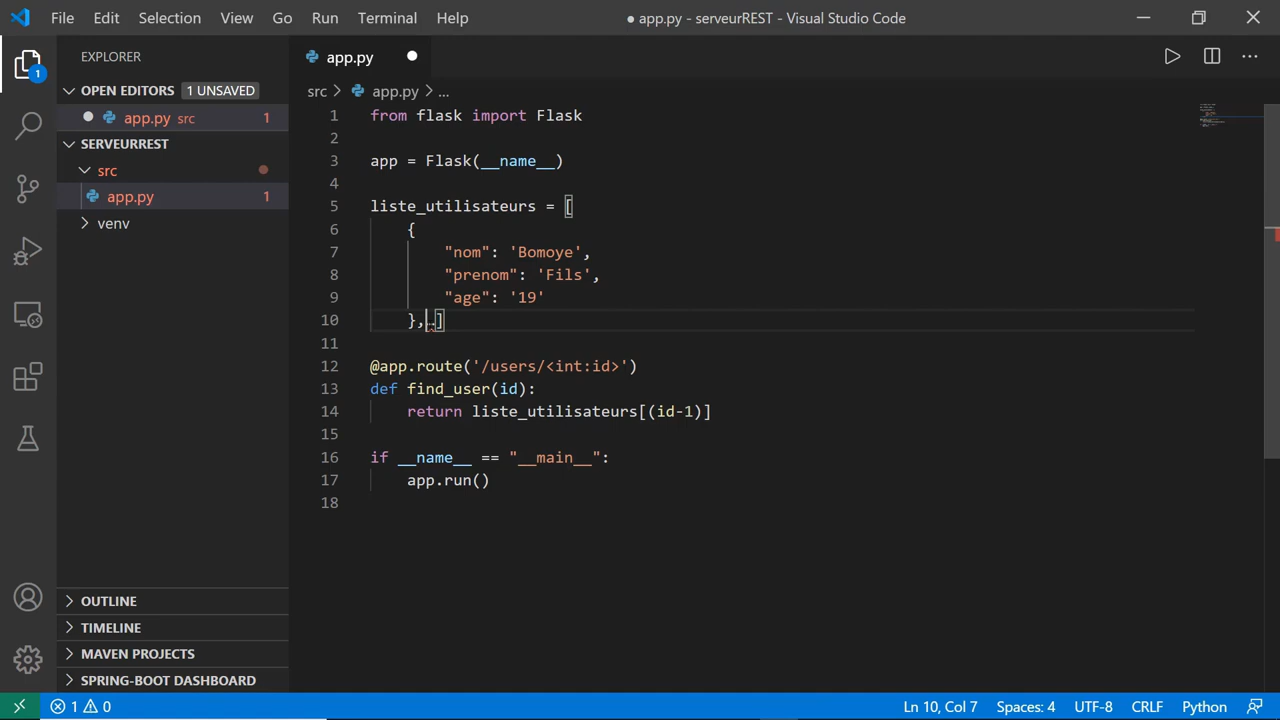 File Edit Selection View Go Run Terminal Help ● app.py - serveurREST - Visual Studio Code
EXPLORER
OPEN EDITORS 1 UNSAVED
app.py src 1
SERVEURREST
src
app.py 1
venv
OUTLINE
TIMELINE
MAVEN PROJECTS
SPRING-BOOT DASHBOARD
1
app.py
src > app.py > ...
1 from flask import Flask
2
3 app = Flask(__name__)
4
5 liste_utilisateurs = [
6 {
7 "nom": 'Bomoye',
8 "prenom": 'Fils',
9 "age": '19'
10 },,]
11
12 @app.route('/users/<int:id>')
13 def find_user(id):
14 return liste_utilisateurs[(id-1)]
15
16 if __name__ == "__main__":
17 app.run()
18
1 0 Ln 10, Col 7 Spaces: 4 UTF-8 CRLF Python